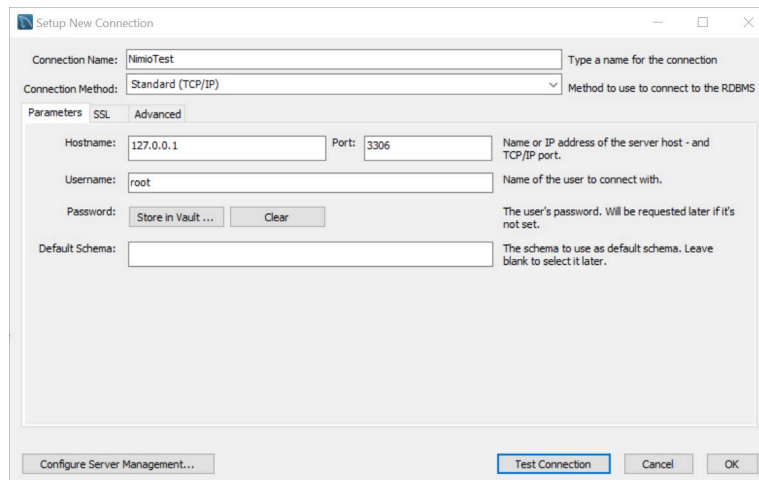 Setup New Connection
Connection Name: NimioTest Type a name for the connection
Connection Method: Standard (TCP/IP) Method to use to connect to the RDBMS
Parameters SSL Advanced
Hostname: 127.0.0.1 Port: 3306 Name or IP address of the server host - and
TCP/IP port.
Username: root Name of the user to connect with.
Password: Store in Vault ... Clear The user's password. Will be requested later if it's
not set.
Default Schema: The schema to use as default schema. Leave
blank to select it later.
Configure Server Management... Test Connection Cancel OK